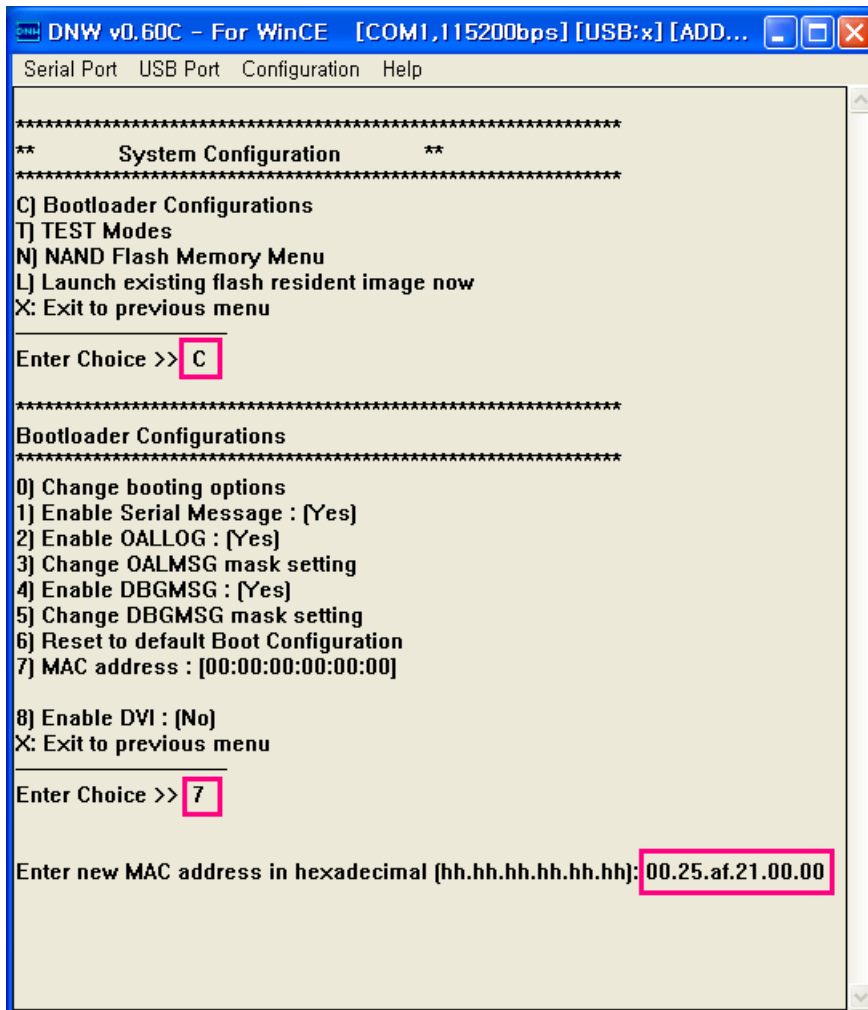 DNW v0.60C - For WinCE [COM1,115200bps][USB:x][ADD...
Serial Port USB Port Configuration Help
*************************************************************
** System Configuration **
*************************************************************
C) Bootloader Configurations
T) TEST Modes
N) NAND Flash Memory Menu
L) Launch existing flash resident image now
X: Exit to previous menu
Enter Choice >> C
*************************************************************
Bootloader Configurations
*************************************************************
0) Change booting options
1) Enable Serial Message : (Yes)
2) Enable OALLOG : (Yes)
3) Change OALMSG mask setting
4) Enable DBGMSG : (Yes)
5) Change DBGMSG mask setting
6) Reset to default Boot Configuration
7) MAC address : [00:00:00:00:00:00]
8) Enable DVI : (No)
X: Exit to previous menu
Enter Choice >> 7
Enter new MAC address in hexadecimal (hh.hh.hh.hh.hh.hh): 00.25.af.21.00.00